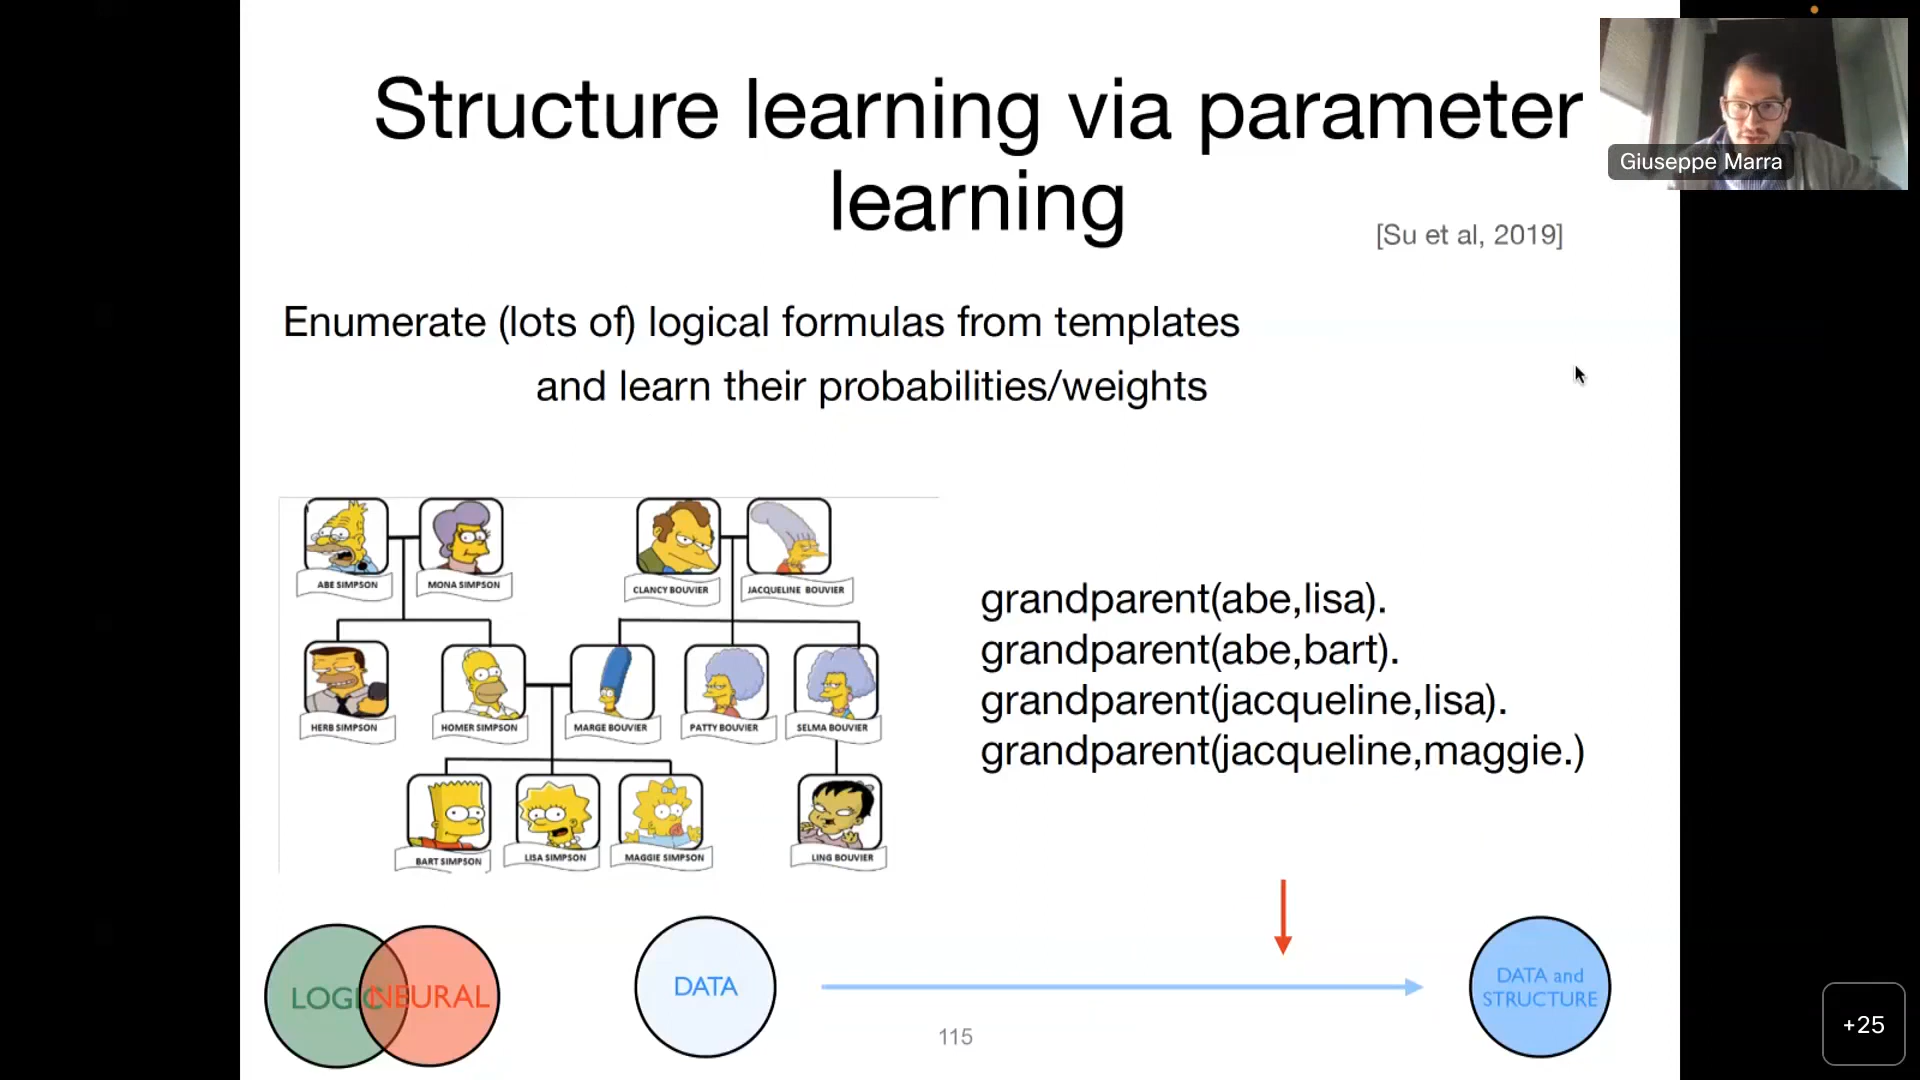 Structure learning via parameter
learning
[Su et al, 2019]
Giuseppe Marra
Enumerate (lots of) logical formulas from templates
and learn their probabilities/weights
ABE SIMPSON
MONA SIMPSON
CLANCY BOUVIER
JACQUELINE BOUVIER
HERB SIMPSON
HOMER SIMPSON
MARGE BOUVIER
PATTY BOUVIER
SELMA BOUVIER
BART SIMPSON
LISA SIMPSON
MAGGIE SIMPSON
LING BOUVIER
grandparent(abe,lisa).
grandparent(abe,bart).
grandparent(jacqueline,lisa).
grandparent(jacqueline,maggie.)
LOGIC
NEURAL
DATA
DATA and
STRUCTURE
115
+25